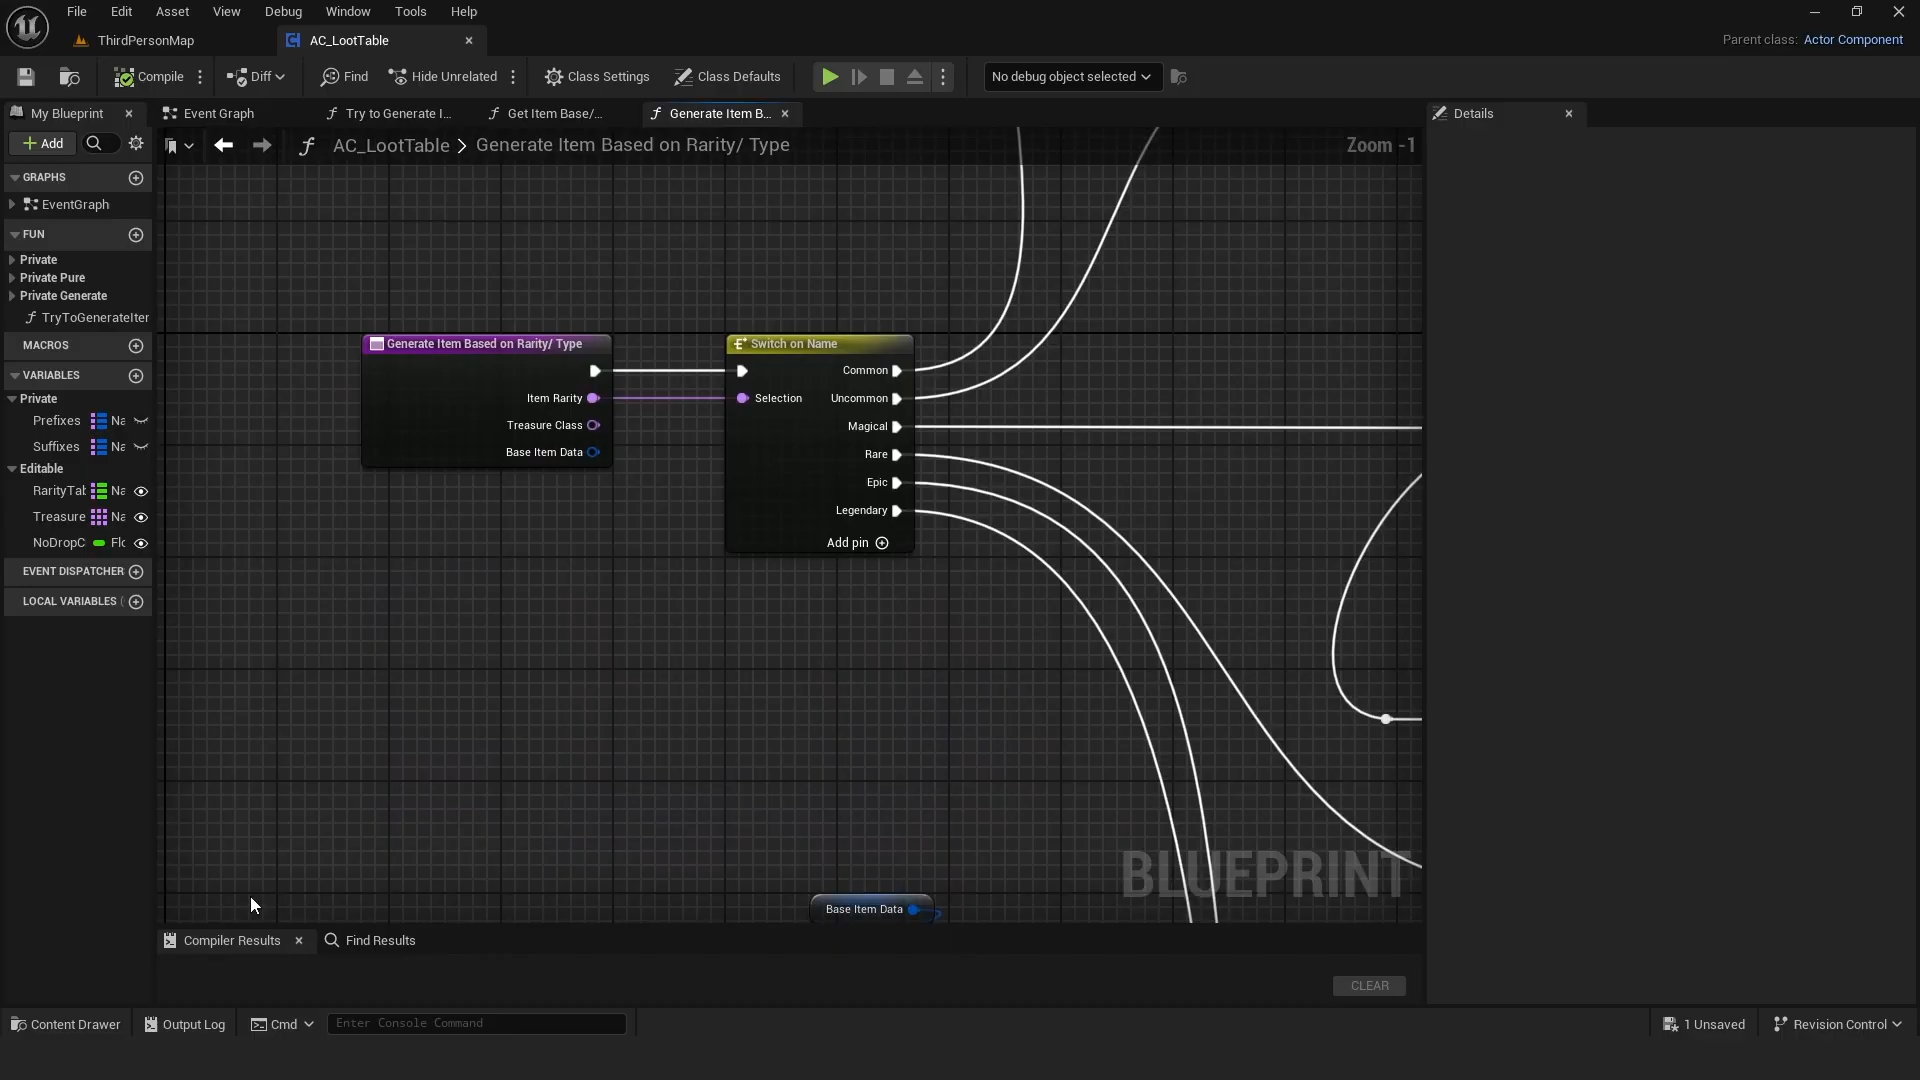 File Edit Asset View Debug Window Tools Help
ThirdPersonMap AC_LootTable
Parent class: Actor Component
Compile Diff Find Hide Unrelated Class Settings Class Defaults No debug object selected
My Blueprint Event Graph Try to Generate I... Get Item Base/... Generate Item B... Details
Add AC_LootTable > Generate Item Based on Rarity/ Type Zoom -1
GRAPHS
EventGraph
FUN
Private
Private Pure
Private Generate
TryToGenerateIter
MACROS
VARIABLES
Private
Prefixes Na
Suffixes Na
Editable
RarityTal Na
Treasure Na
NoDropC Flo
EVENT DISPATCHER
LOCAL VARIABLES (
Generate Item Based on Rarity/ Type
Item Rarity
Treasure Class
Base Item Data
Switch on Name
Selection
Common
Uncommon
Magical
Rare
Epic
Legendary
Add pin
Base Item Data
BLUEPRINT
Compiler Results Find Results
CLEAR
Content Drawer Output Log Cmd Enter Console Command 1 Unsaved Revision Control